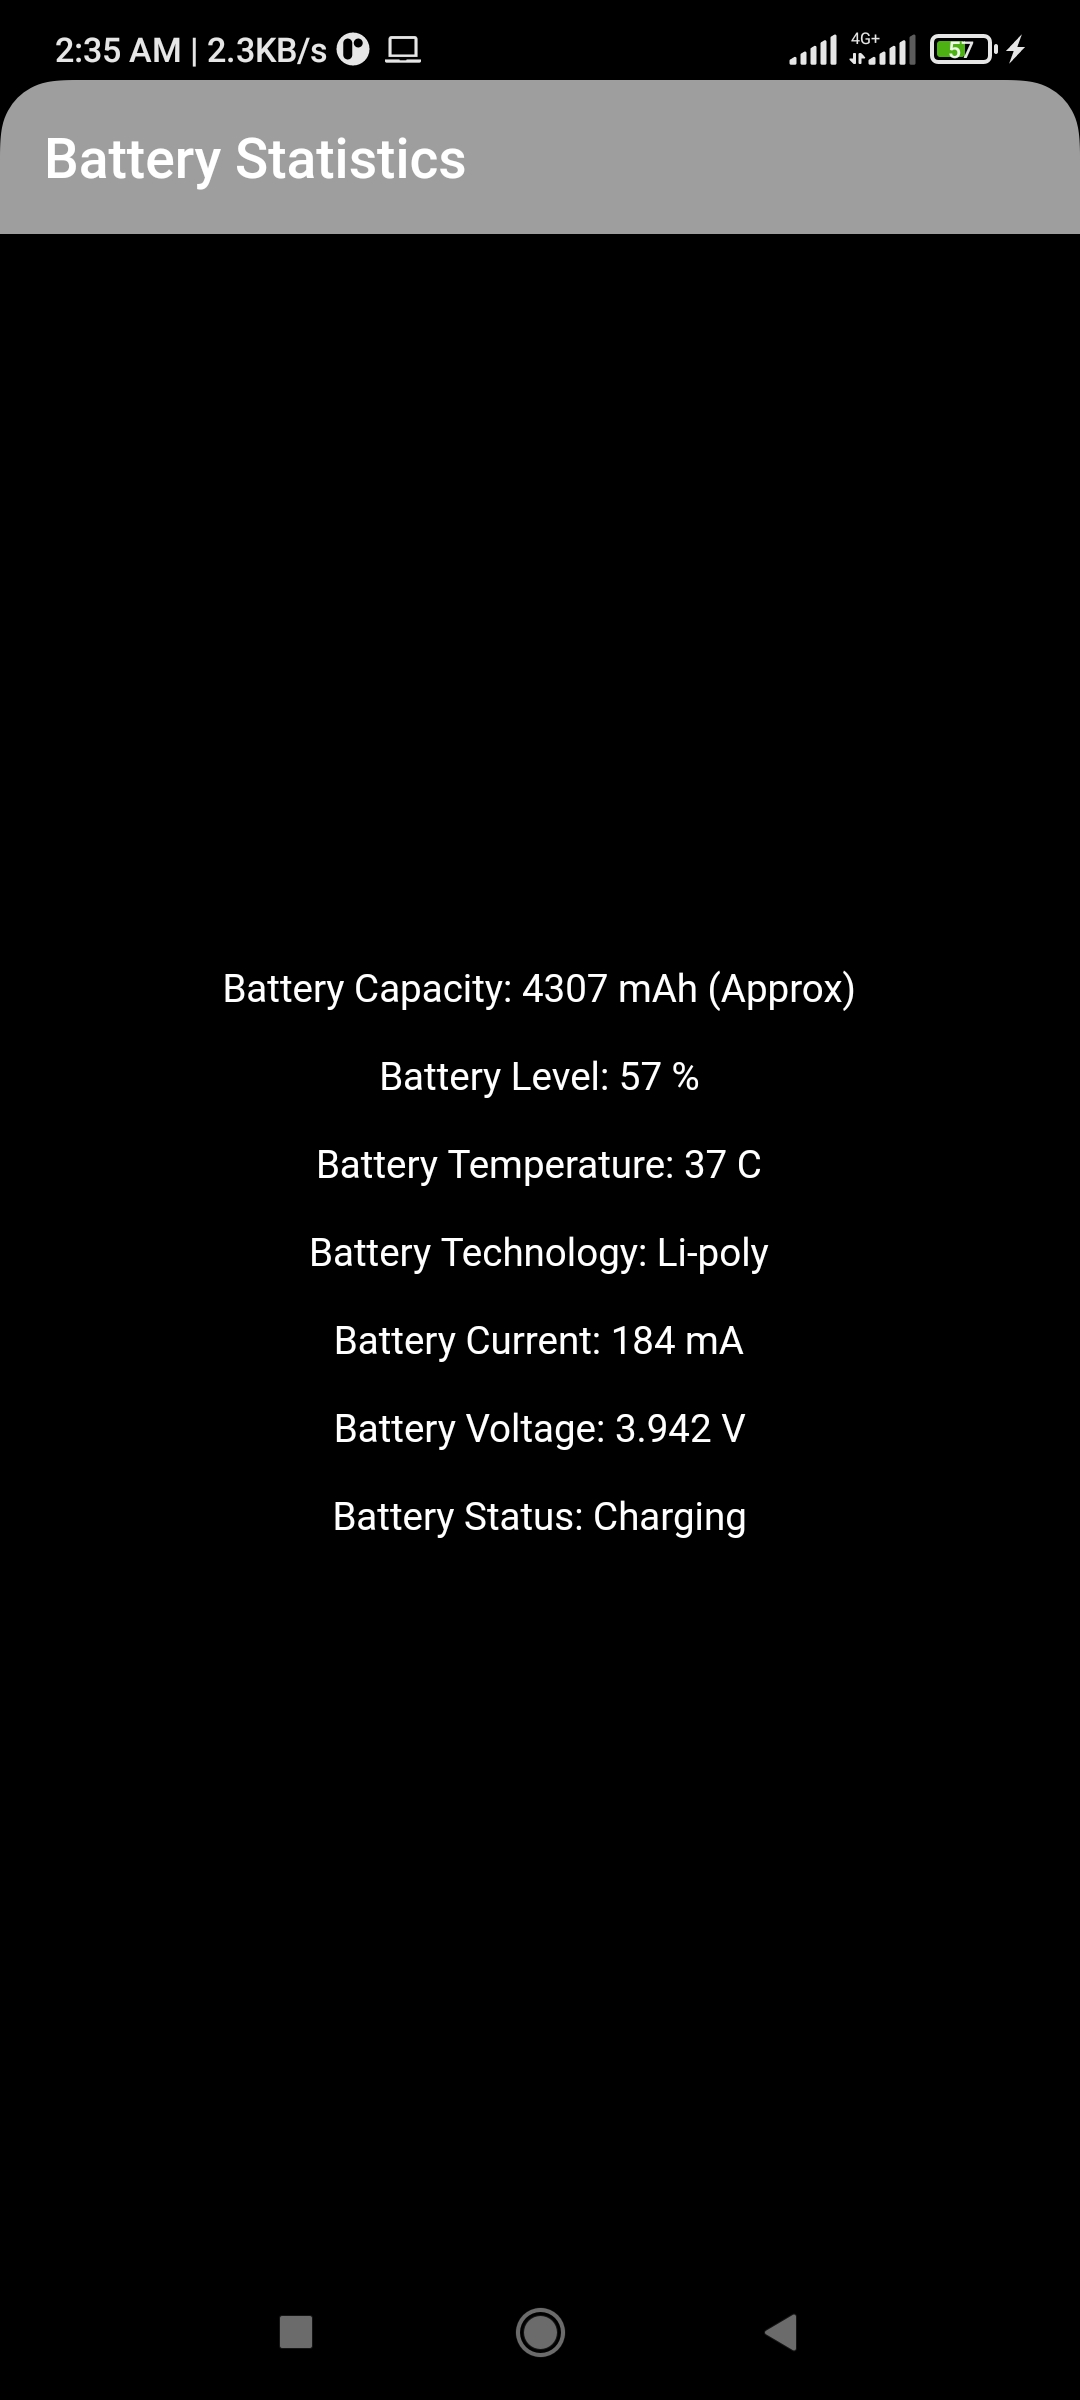 2:35 AM | 2.3KB/s 4G+ 57
Battery Statistics
Battery Capacity: 4307 mAh (Approx)
Battery Level: 57 %
Battery Temperature: 37 C
Battery Technology: Li-poly
Battery Current: 184 mA
Battery Voltage: 3.942 V
Battery Status: Charging